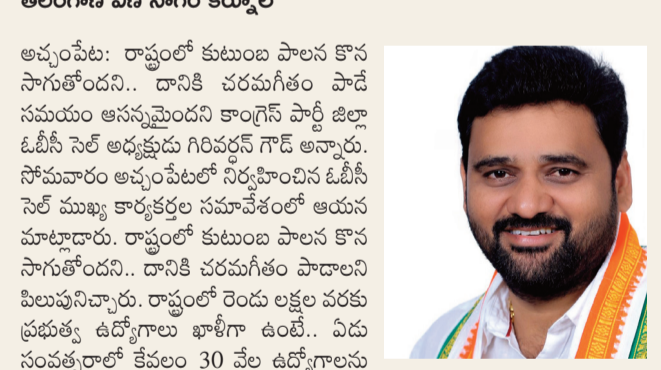 తెలంగాణ వీణ నాగర్ కర్నూల్
అచ్చంపేట: రాష్ట్రంలో కుటుంబ పాలన కొన
సాగుతోందని.. దానికి చరమగీతం పాడే
సమయం ఆసన్నమైందని కాంగ్రెస్ పార్టీ జిల్లా
ఓబీసీ సెల్ అధ్యక్షుడు గిరివర్ధన్ గౌడ్ అన్నారు.
సోమవారం అచ్చంపేటలో నిర్వహించిన ఓబీసీ
సెల్ ముఖ్య కార్యకర్తల సమావేశంలో ఆయన
మాట్లాడారు. రాష్ట్రంలో కుటుంబ పాలన కొన
సాగుతోందని.. దానికి చరమగీతం పాడాలని
పిలుపునిచ్చారు. రాష్ట్రంలో రెండు లక్షల వరకు
ప్రభుత్వ ఉద్యోగాలు ఖాళీగా ఉంటే.. ఏడు
సంవత్సరాల్లో కేవలం 30 వేల ఉద్యోగాలను